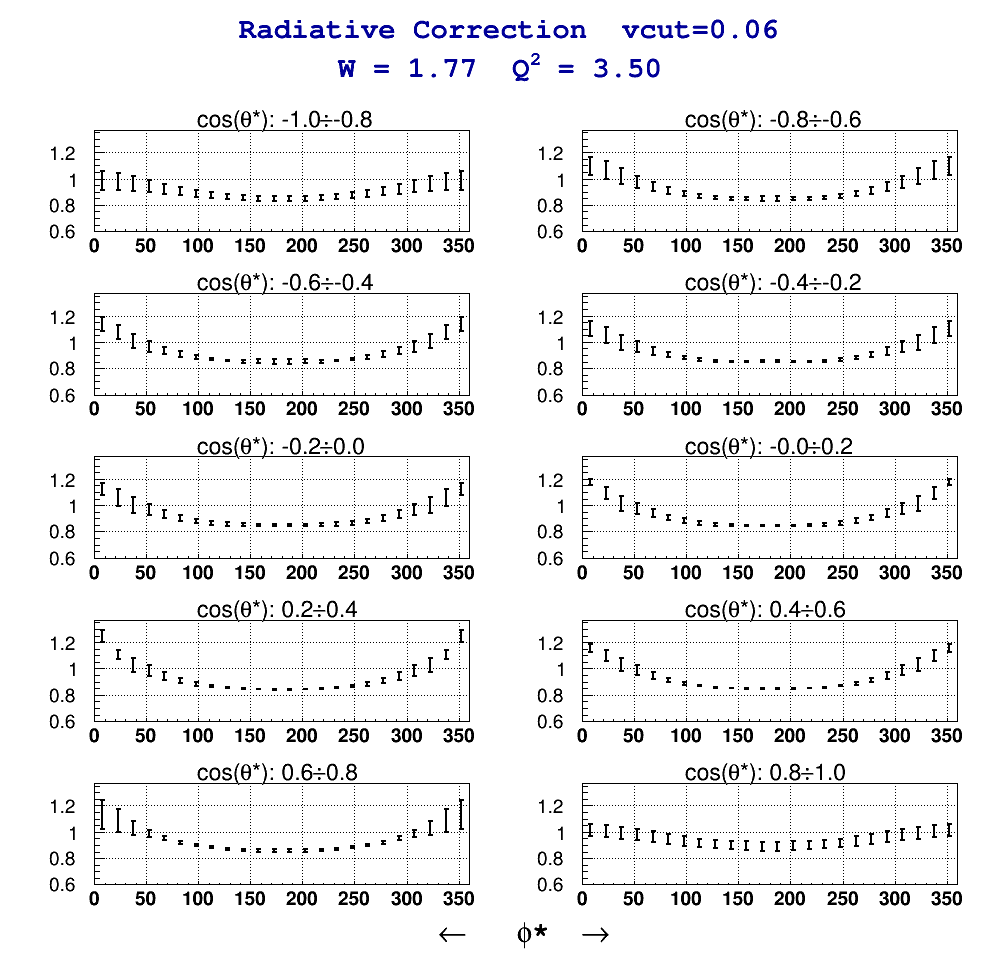 Radiative Correction vcut=0.06
W = 1.77 Q² = 3.50
cos(θ*): -1.0÷-0.8
cos(θ*): -0.8÷-0.6
1.2
1
0.8
0.6
0 50 100 150 200 250 300 350
1.2
1
0.8
0.6
0 50 100 150 200 250 300 350
cos(θ*): -0.6÷-0.4
cos(θ*): -0.4÷-0.2
1.2
1
0.8
0.6
0 50 100 150 200 250 300 350
1.2
1
0.8
0.6
0 50 100 150 200 250 300 350
cos(θ*): -0.2÷0.0
cos(θ*): -0.0÷0.2
1.2
1
0.8
0.6
0 50 100 150 200 250 300 350
1.2
1
0.8
0.6
0 50 100 150 200 250 300 350
cos(θ*): 0.2÷0.4
cos(θ*): 0.4÷0.6
1.2
1
0.8
0.6
0 50 100 150 200 250 300 350
1.2
1
0.8
0.6
0 50 100 150 200 250 300 350
cos(θ*): 0.6÷0.8
cos(θ*): 0.8÷1.0
1.2
1
0.8
0.6
0 50 100 150 200 250 300 350
1.2
1
0.8
0.6
0 50 100 150 200 250 300 350
← ϕ* →